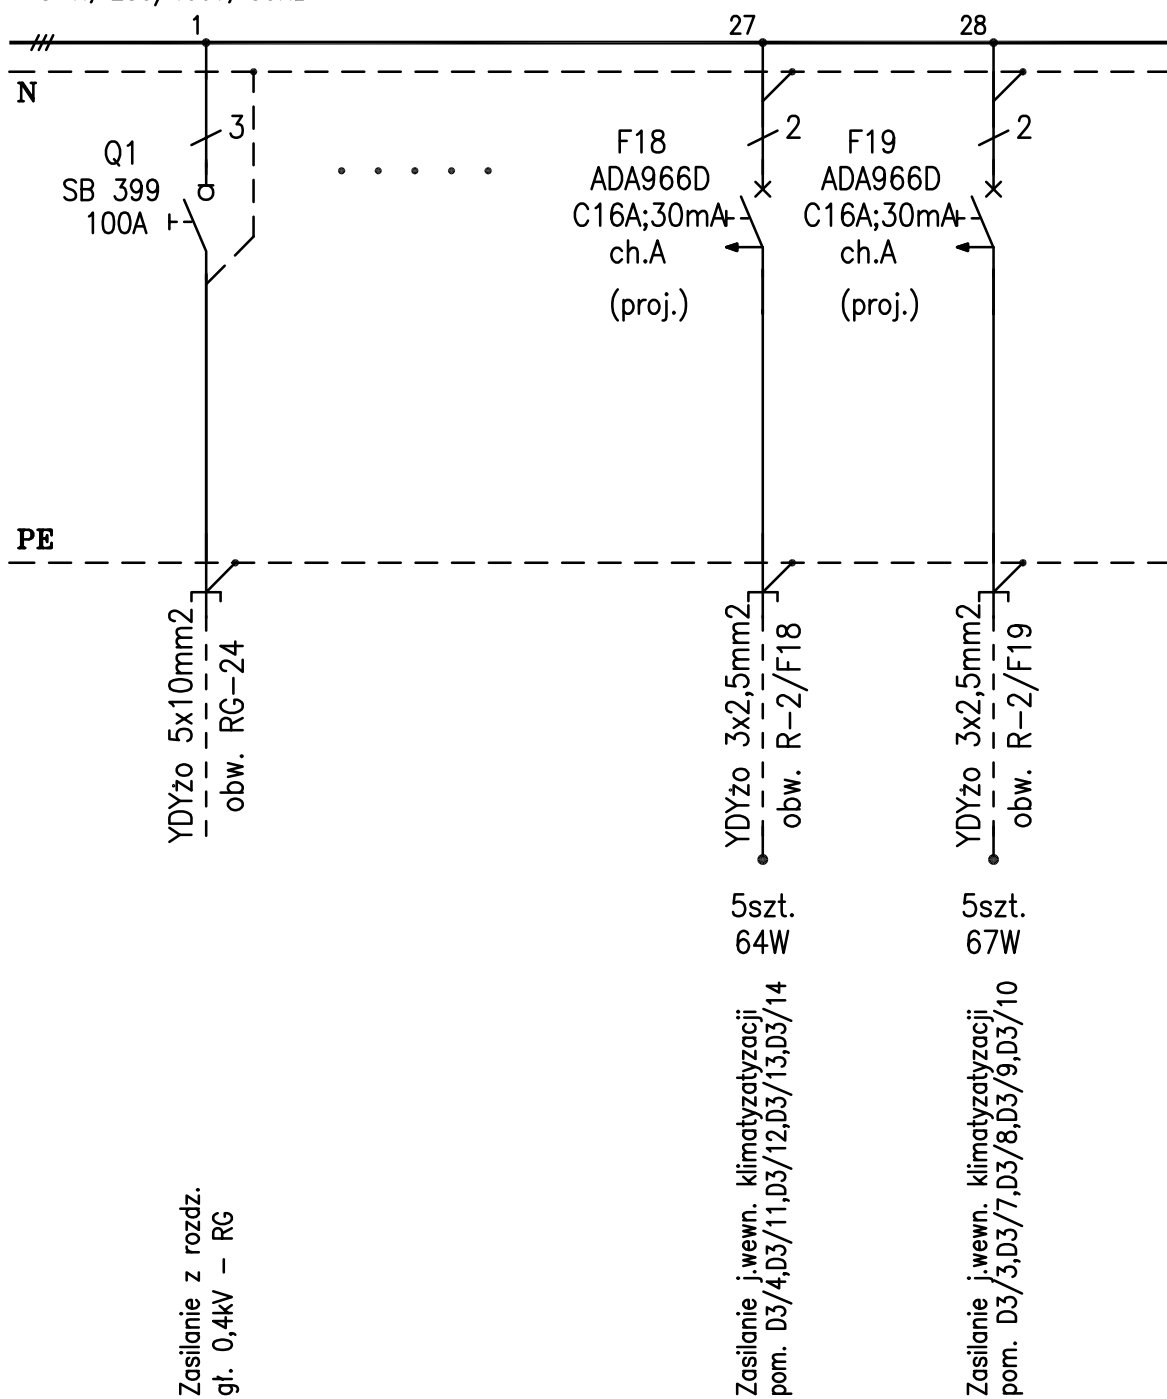 1
27
28
N
3
2
2
Q1
SB 399
100A
F18
ADA966D
C16A;30mA
ch.A
(proj.)
F19
ADA966D
C16A;30mA
ch.A
(proj.)
PE
YDYżo 5x10mm2
obw. RG-24
YDYżo 3x2,5mm2
obw. R-2/F18
YDYżo 3x2,5mm2
obw. R-2/F19
5szt.
64W
5szt.
67W
Zasilanie z rozdz.
gł. 0,4kV - RG
Zasilanie j.wewn. klimatyzatyzacji
pom. D3/4,D3/11,D3/12,D3/13,D3/14
Zasilanie j.wewn. klimatyzatyzacji
pom. D3/3,D3/7,D3/8,D3/9,D3/10